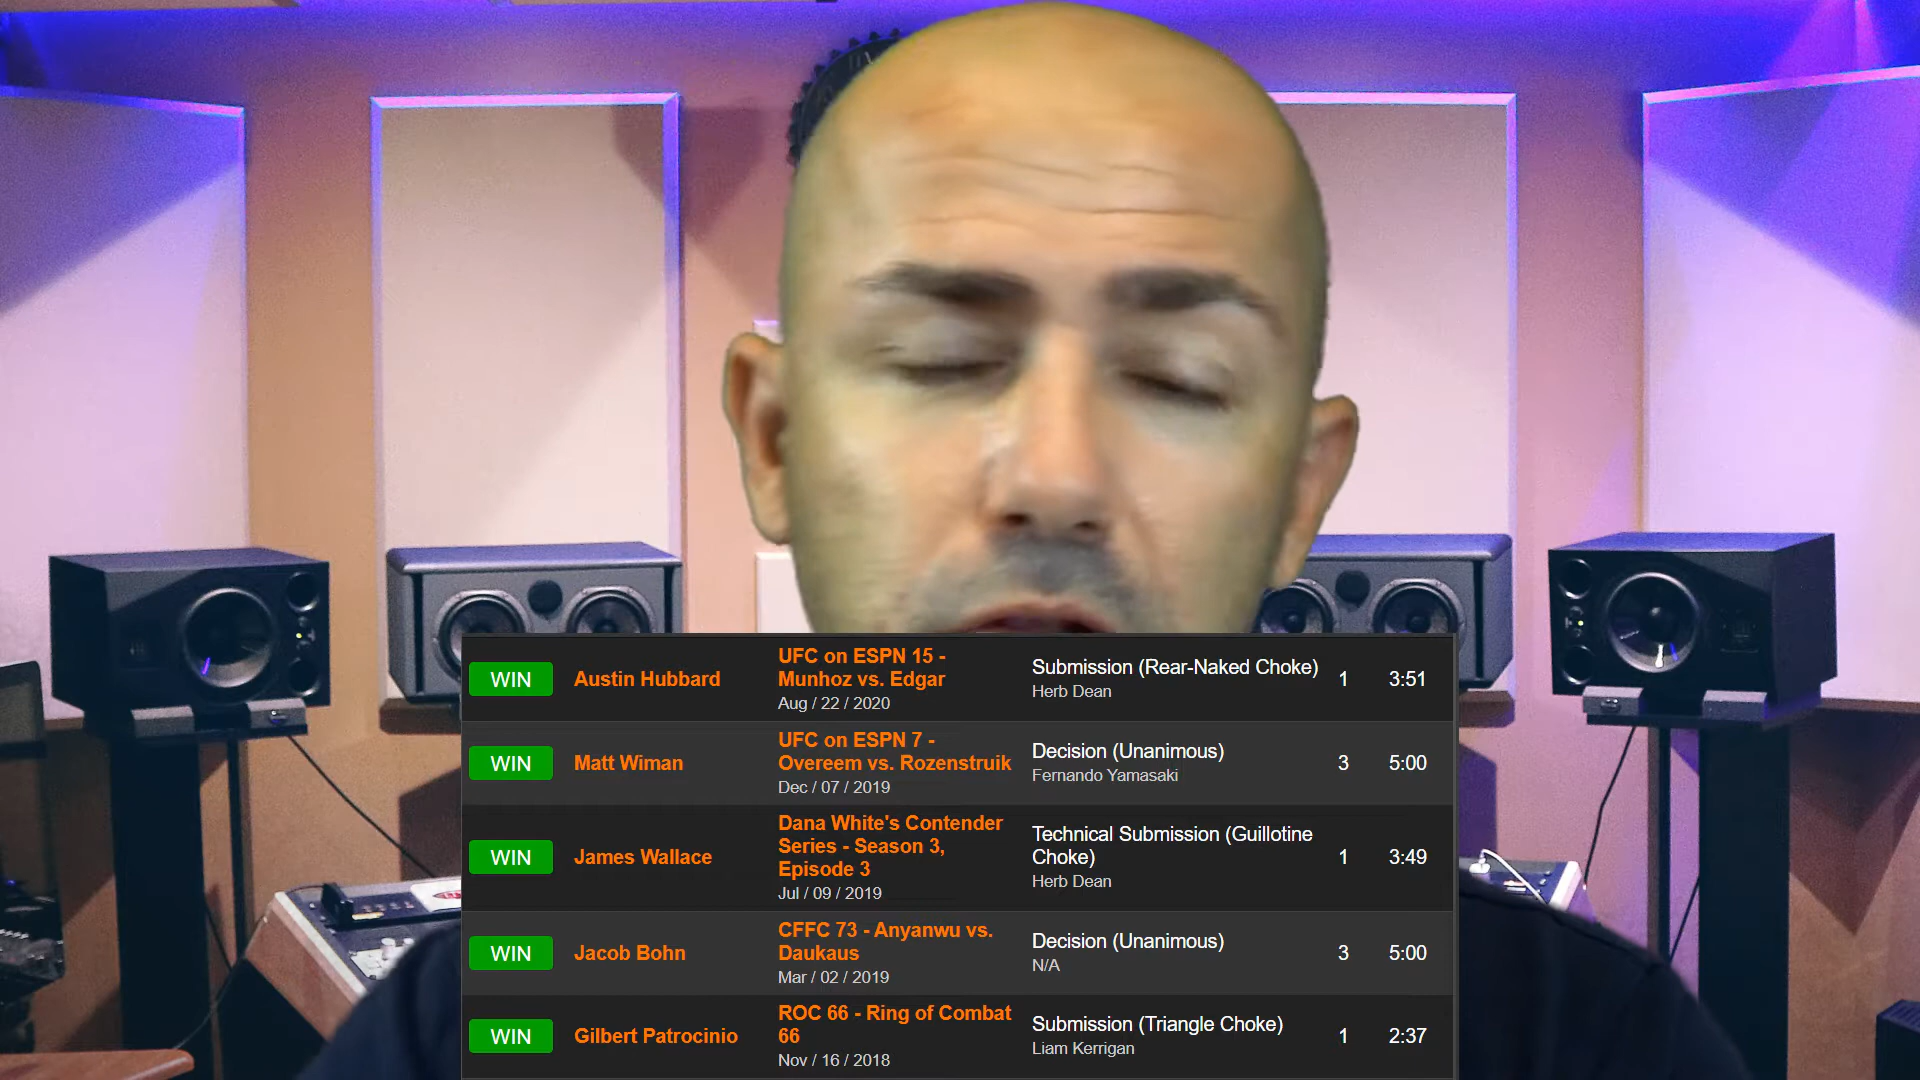 WIN
Austin Hubbard
UFC on ESPN 15 -
Munhoz vs. Edgar
Aug / 22 / 2020
Submission (Rear-Naked Choke)
Herb Dean
1
3:51
WIN
Matt Wiman
UFC on ESPN 7 -
Overeem vs. Rozenstruik
Dec / 07 / 2019
Decision (Unanimous)
Fernando Yamasaki
3
5:00
WIN
James Wallace
Dana White's Contender
Series - Season 3,
Episode 3
Jul / 09 / 2019
Technical Submission (Guillotine
Choke)
Herb Dean
1
3:49
WIN
Jacob Bohn
CFFC 73 - Anyanwu vs.
Daukaus
Mar / 02 / 2019
Decision (Unanimous)
N/A
3
5:00
WIN
Gilbert Patrocinio
ROC 66 - Ring of Combat
66
Nov / 16 / 2018
Submission (Triangle Choke)
Liam Kerrigan
1
2:37